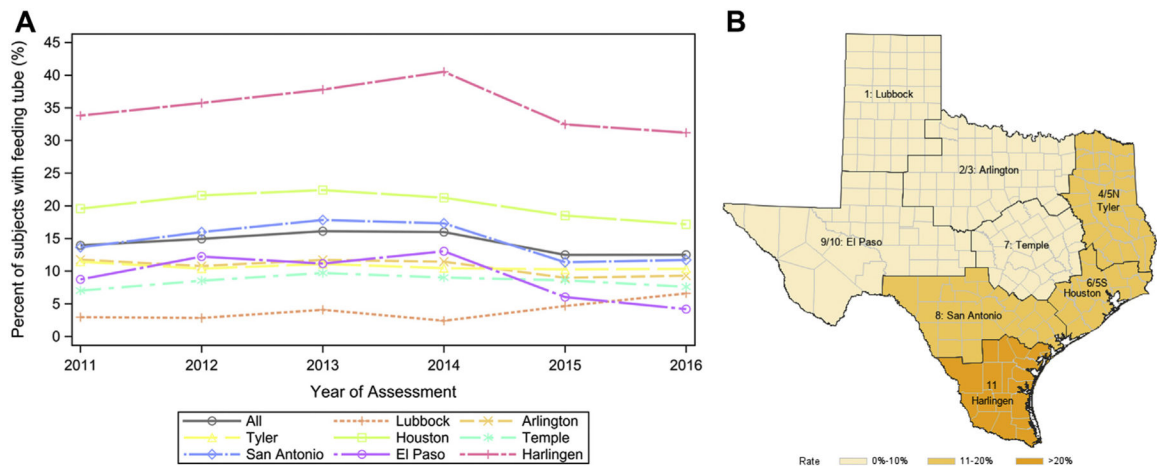 A
Percent of subjects with feeding tube (%)
45
40
35
30
25
20
15
10
5
0
2011 2012 2013 2014 2015 2016
Year of Assessment
All Lubbock Arlington
Tyler Houston Temple
San Antonio El Paso Harlingen
B
1: Lubbock
2/3: Arlington
4/5N
Tyler
9/10: El Paso
7: Temple
6/5S
Houston
8: San Antonio
11
Harlingen
Rate 0%-10% 11-20% >20%